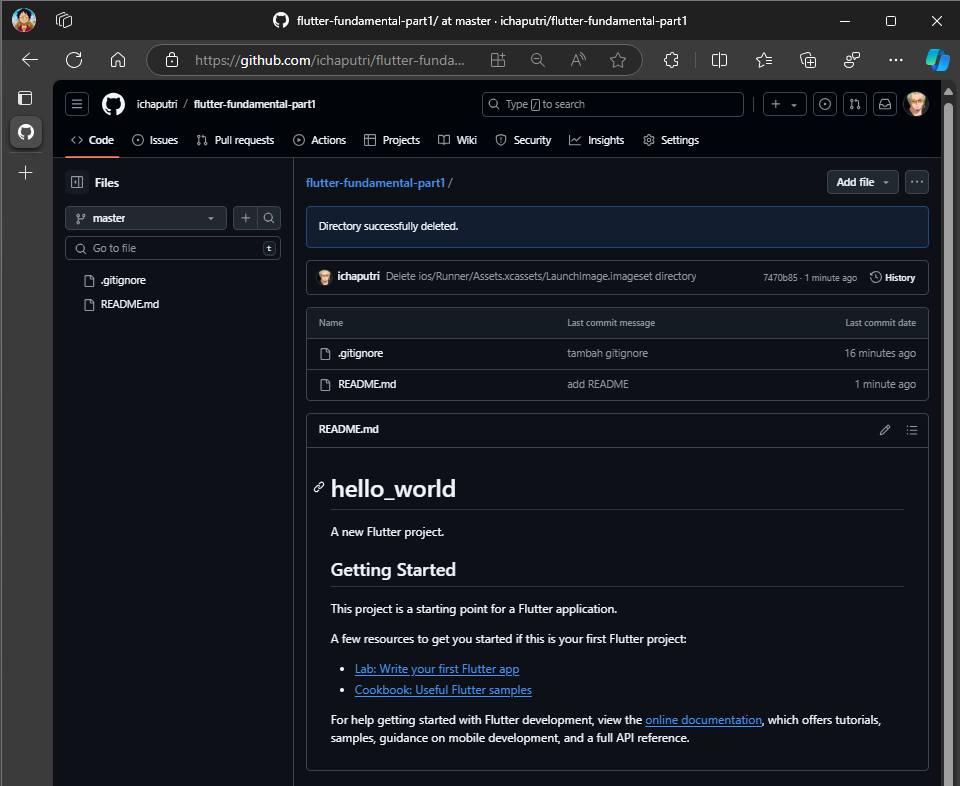 flutter-fundamental-part1/ at master · ichaputri/flutter-fundamental-part1
https://github.com/ichaputri/flutter-funda...
ichaputri / flutter-fundamental-part1
Type / to search
Code Issues Pull requests Actions Projects Wiki Security Insights Settings
Files
master
Go to file t
.gitignore
README.md
flutter-fundamental-part1 /
Add file
Directory successfully deleted.
ichaputri Delete ios/Runner/Assets.xcassets/LaunchImage.imageset directory 7470b85 · 1 minute ago History
Name Last commit message Last commit date
.gitignore tambah gitignore 16 minutes ago
README.md add README 1 minute ago
README.md
hello_world
A new Flutter project.
Getting Started
This project is a starting point for a Flutter application.
A few resources to get you started if this is your first Flutter project:
• Lab: Write your first Flutter app
• Cookbook: Useful Flutter samples
For help getting started with Flutter development, view the online documentation, which offers tutorials,
samples, guidance on mobile development, and a full API reference.